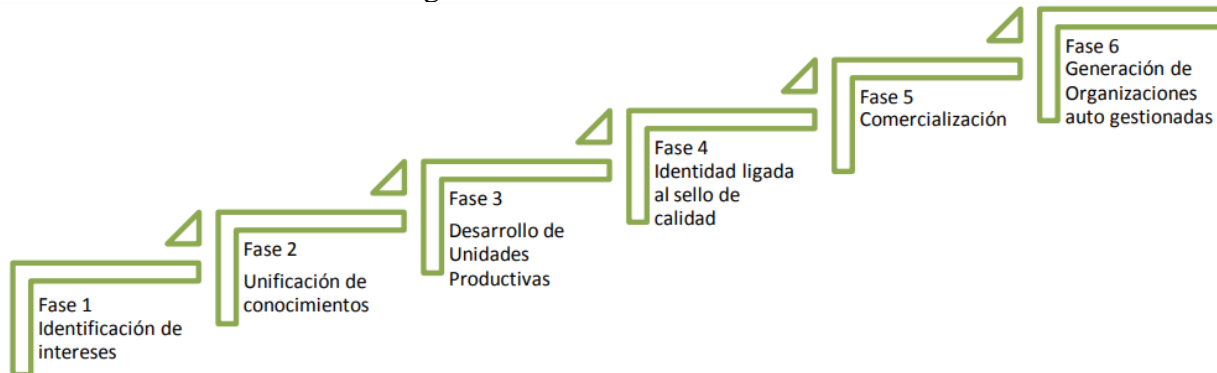 Fase 1
Identificación de
intereses
Fase 2
Unificación de
conocimientos
Fase 3
Desarrollo de
Unidades
Productivas
Fase 4
Identidad ligada
al sello de
calidad
Fase 5
Comercialización
Fase 6
Generación de
Organizaciones
auto gestionadas